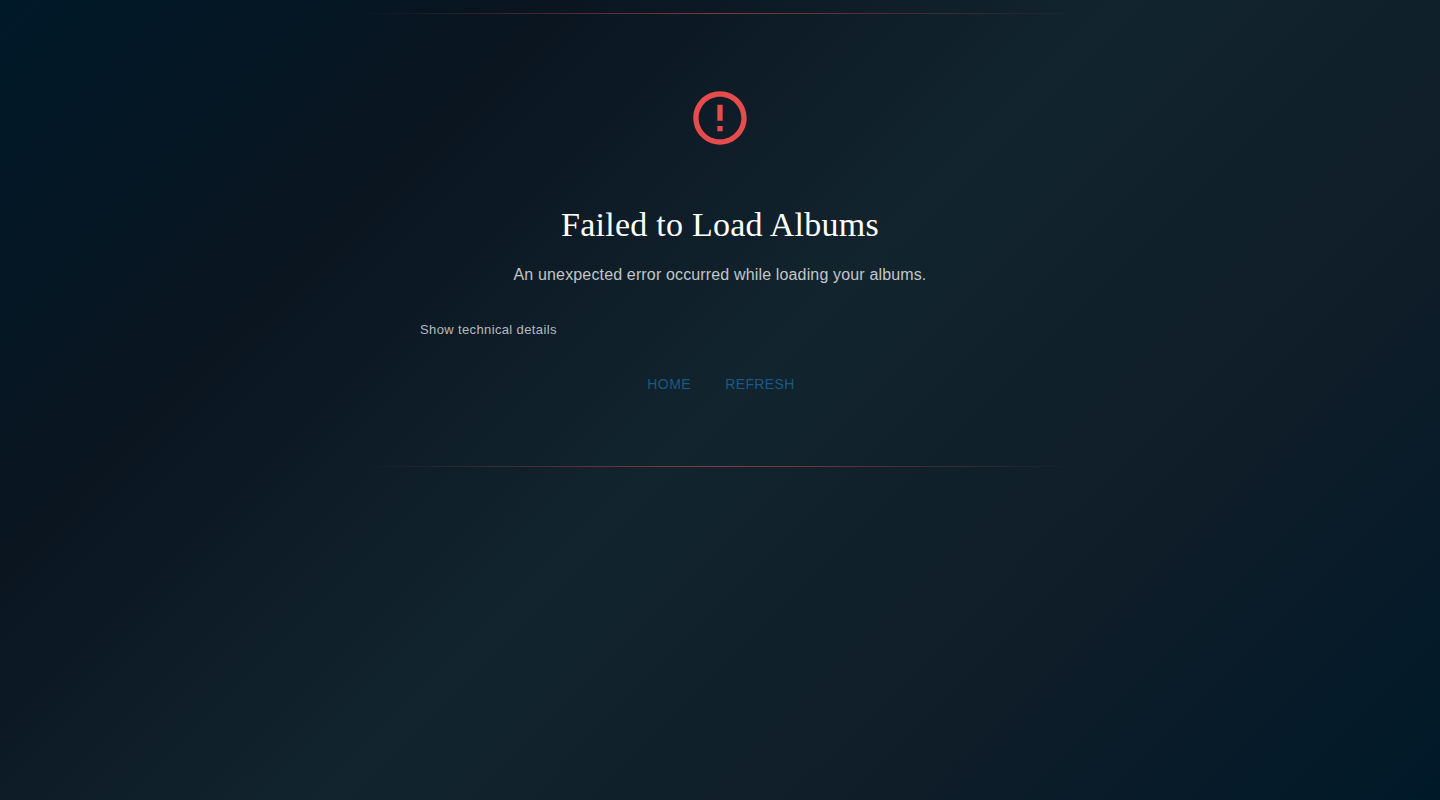 Failed to Load Albums
An unexpected error occurred while loading your albums.
Show technical details
HOME REFRESH